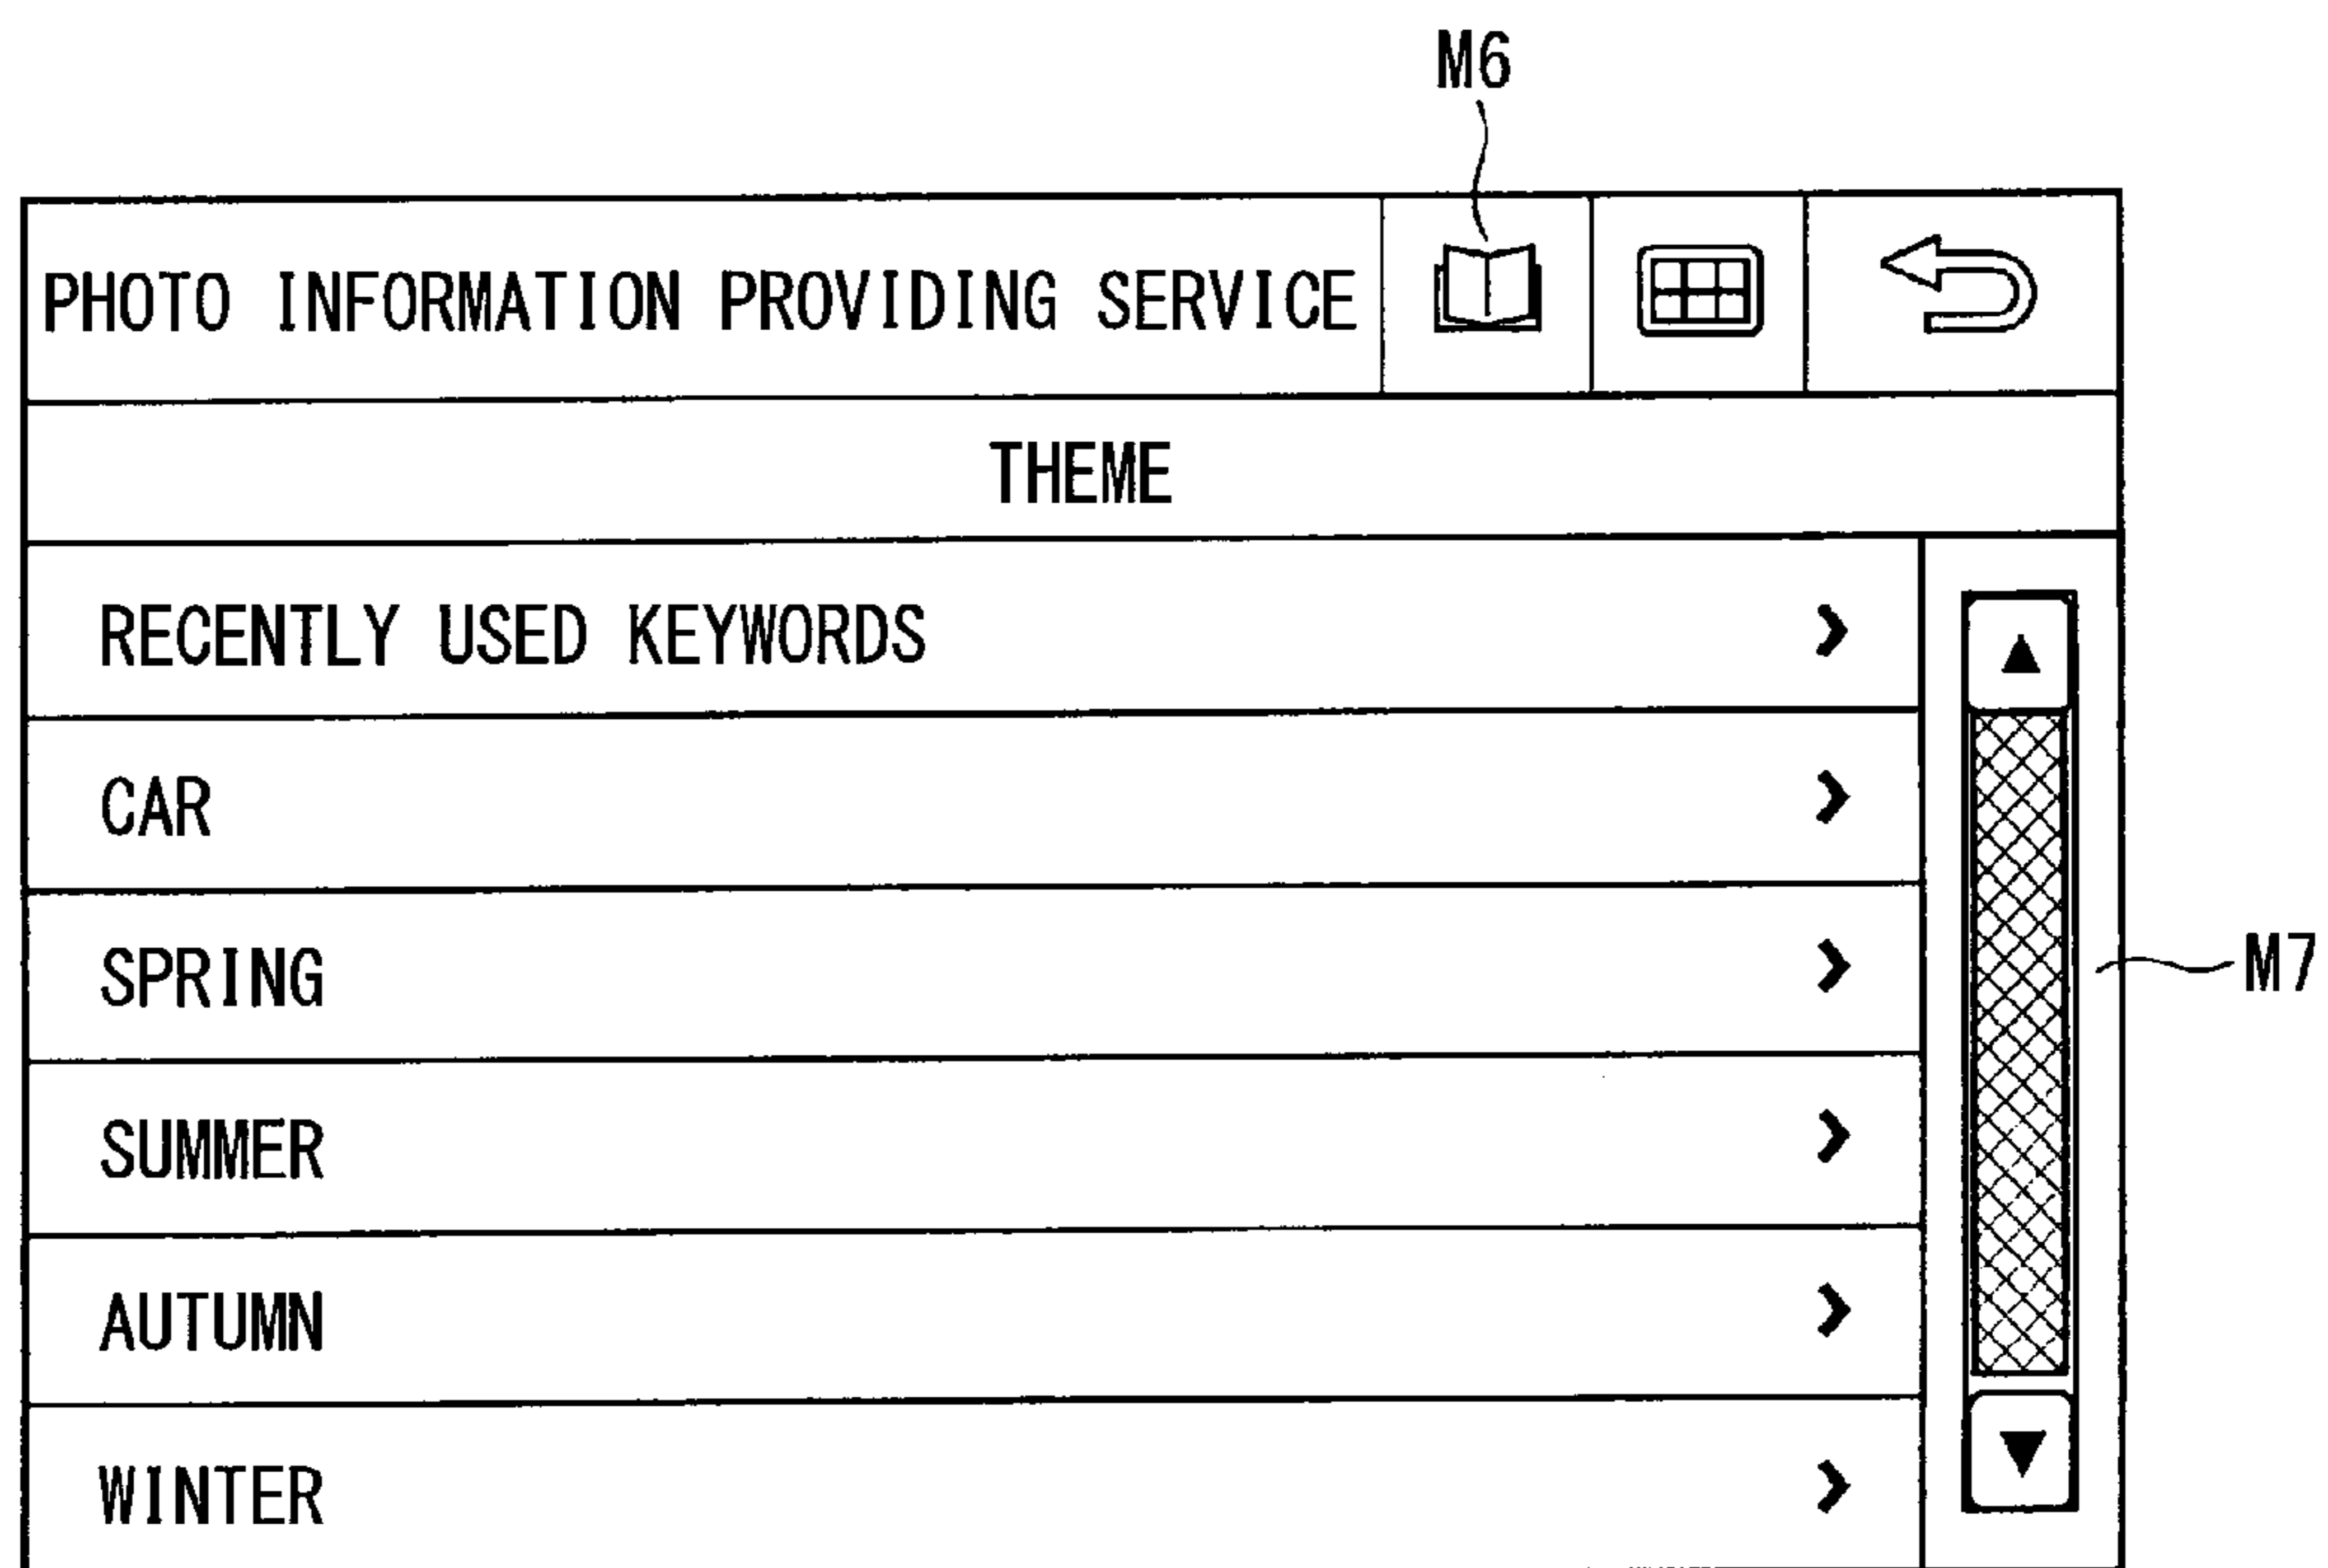 M6
PHOTO INFORMATION PROVIDING SERVICE
THEME
RECENTLY USED KEYWORDS
CAR
SPRING
M7
SUMMER
AUTUMN
WINTER